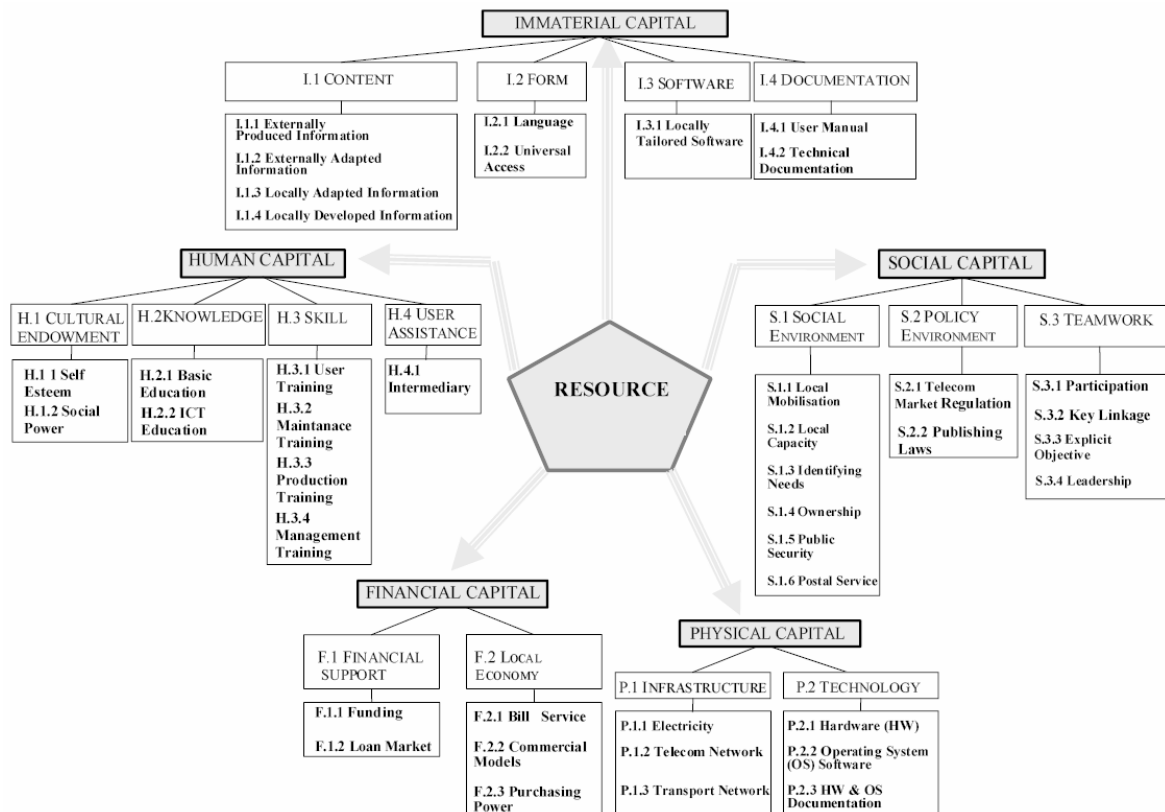 IMMATERIAL CAPITAL
I.1 CONTENT
I.1.1 Externally
Produced Information
I.1.2 Externally Adapted
Information
I.1.3 Locally Adapted Information
I.1.4 Locally Developed Information
I.2 FORM
I.2.1 Language
I.2.2 Universal
Access
I.3 SOFTWARE
I.3.1 Locally
Tailored Software
I.4 DOCUMENTATION
I.4.1 User Manual
I.4.2 Technical
Documentation
HUMAN CAPITAL
H.1 CULTURAL
ENDOWMENT
H.1 1 Self
Esteem
H.1.2 Social
Power
H.2KNOWLEDGE
H.2.1 Basic
Education
H.2.2 ICT
Education
H.3 SKILL
H.3.1 User
Training
H.3.2
Maintanace
Training
H.3.3
Production
Training
H.3.4
Management
Training
H.4 USER
ASSISTANCE
H.4.1
Intermediary
RESOURCE
SOCIAL CAPITAL
S.1 SOCIAL
ENVIRONMENT
S.1.1 Local
Mobilisation
S.1.2 Local
Capacity
S.1.3 Identifying
Needs
S.1.4 Ownership
S.1.5 Public
Security
S.1.6 Postal Service
S.2 POLICY
ENVIRONMENT
S.2.1 Telecom
Market Regulation
S.2.2 Publishing
Laws
S.3 TEAMWORK
S.3.1 Participation
S.3.2 Key Linkage
S.3.3 Explicit
Objective
S.3.4 Leadership
FINANCIAL CAPITAL
F.1 FINANCIAL
SUPPORT
F.1.1 Funding
F.1.2 Loan Market
F.2 LOCAL
ECONOMY
F.2.1 Bill Service
F.2.2 Commercial
Models
F.2.3 Purchasing
Power
PHYSICAL CAPITAL
P.1 INFRASTRUCTURE
P.1.1 Electricity
P.1.2 Telecom Network
P.1.3 Transport Network
P.2 TECHNOLOGY
P.2.1 Hardware (HW)
P.2.2 Operating System
(OS) Software
P.2.3 HW & OS
Documentation